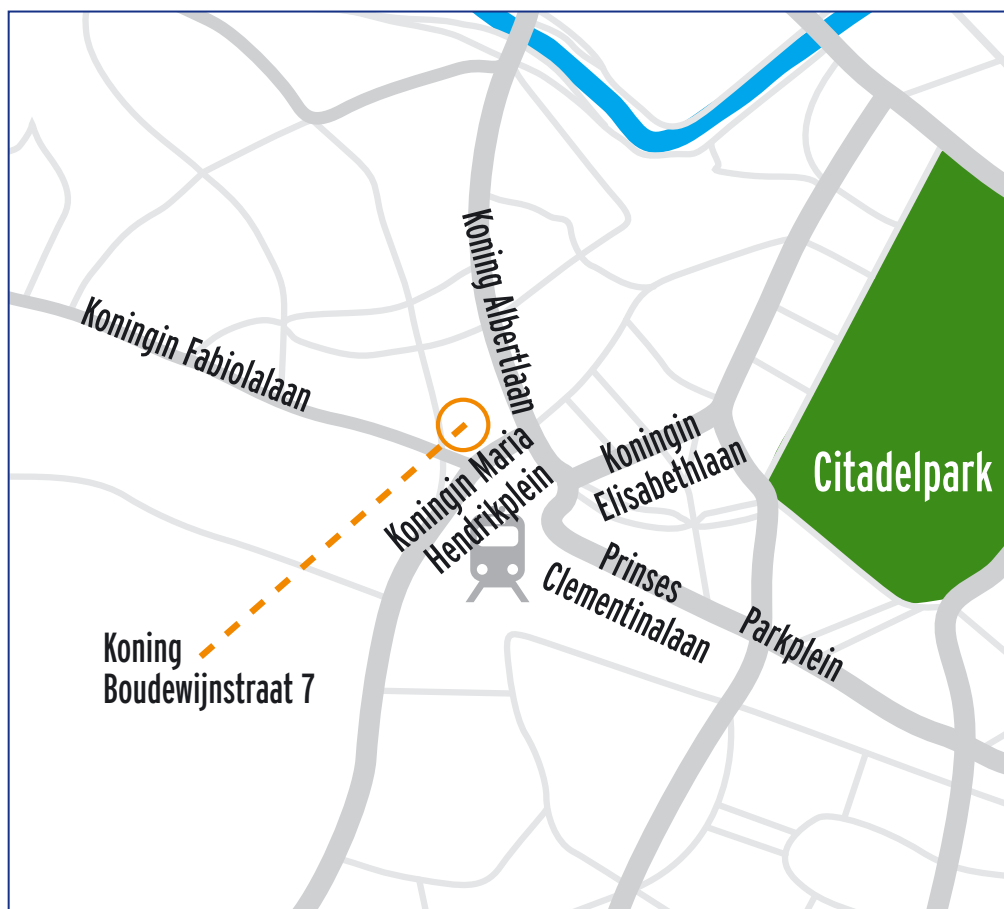 Koning Albertlaan
Koningin Fabiolalaan
Koningin Maria
Hendrikplein
Koningin
Elisabethlaan
Citadelpark
Prinses
Clementinalaan
Parkplein
Koning
Boudewijnstraat 7